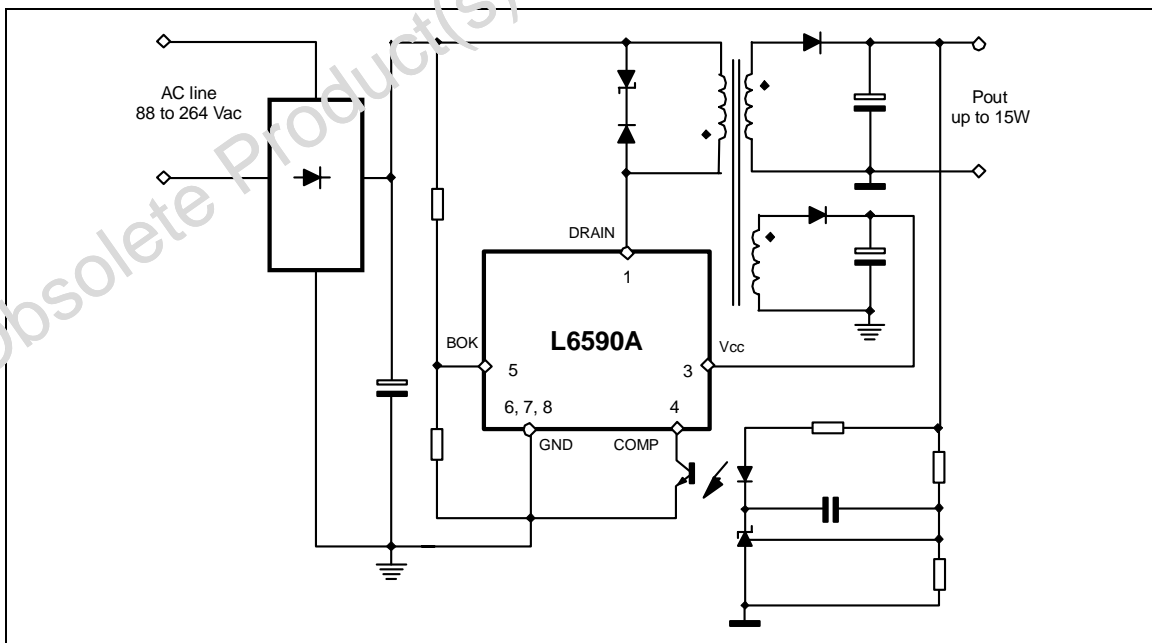 Obsolete Product(s)
AC line
88 to 264 Vac
Pout
up to 15W
DRAIN
1
BOK
5
L6590A
3
Vcc
6, 7, 8
4
GND
COMP